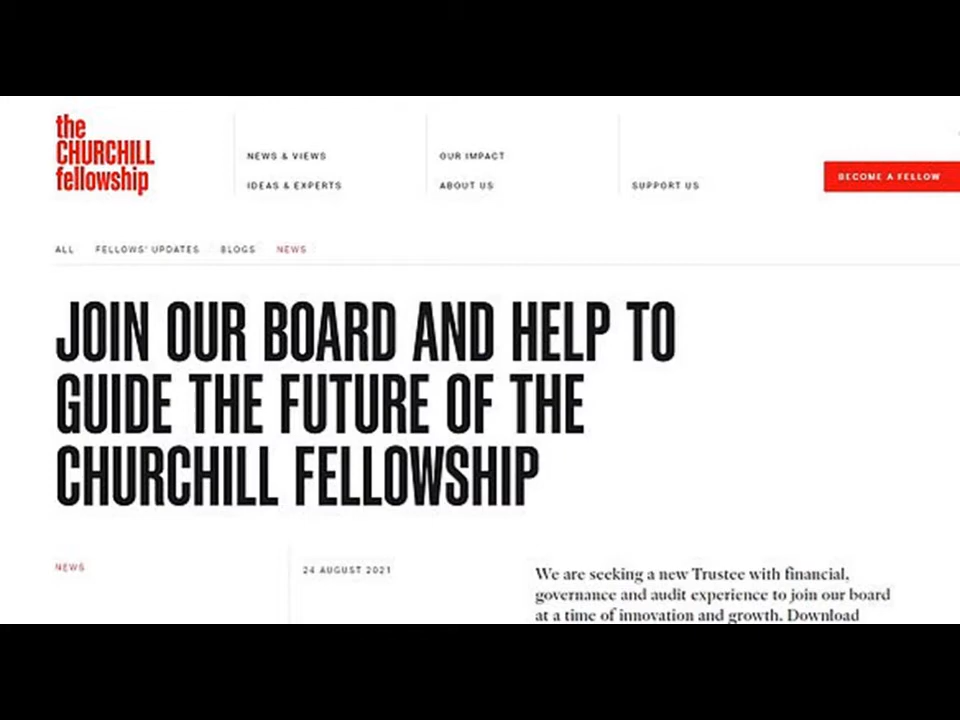 the
CHURCHILL
fellowship
NEWS & VIEWS
OUR IMPACT
IDEAS & EXPERTS
ABOUT US
SUPPORT US
BECOME A FELLOW
ALL FELLOWS' UPDATES BLOGS NEWS
JOIN OUR BOARD AND HELP TO
GUIDE THE FUTURE OF THE
CHURCHILL FELLOWSHIP
NEWS
24 AUGUST 2021
We are seeking a new Trustee with financial,
governance and audit experience to join our board
at a time of innovation and growth. Download